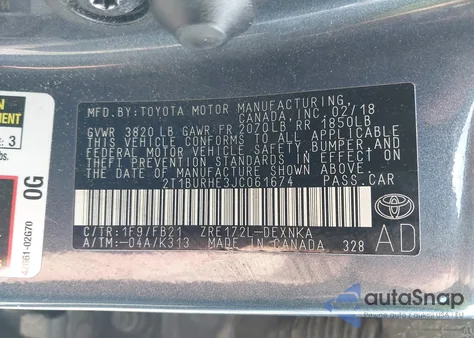 MFD.BY:TOYOTA MOTOR MANUFACTURING,
CANADA, INC. 02/18
GVWR 3820 LB GAWR FR 2070LB RR 1850LB
THIS VEHICLE CONFORMS TO ALL APPLICABLE
FEDERAL MOTOR VEHICLE SAFETY, BUMPER, AND
THEFT PREVENTION STANDARDS IN EFFECT ON
THE DATE OF MANUFACTURE SHOWN ABOVE.
2T1BURHE3JC061674 PASS.CAR
C/TR:1F9/FB21 ZRE172L-DEXNKA
A/TM:-04A/K313 MADE IN CANADA 328
AD
3
0G
autoSnap